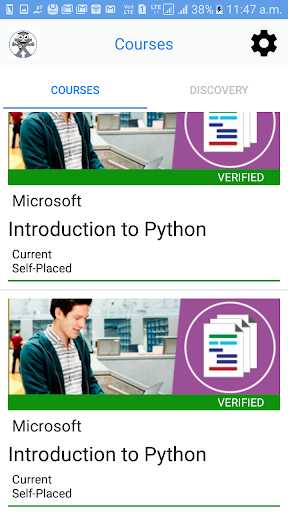 38% 11:47 a.m.
Courses
COURSES DISCOVERY
VERIFIED
Microsoft
Introduction to Python
Current
Self-Placed
VERIFIED
Microsoft
Introduction to Python
Current
Self-Placed